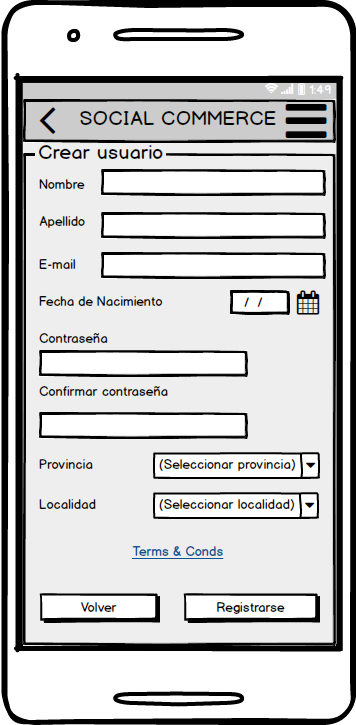 1:49
SOCIAL COMMERCE
Crear usuario
Nombre
Apellido
E-mail
Fecha de Nacimiento / /
Contraseña
Confirmar contraseña
Provincia (Seleccionar provincia)
Localidad (Seleccionar localidad)
Terms & Conds
Volver Registrarse